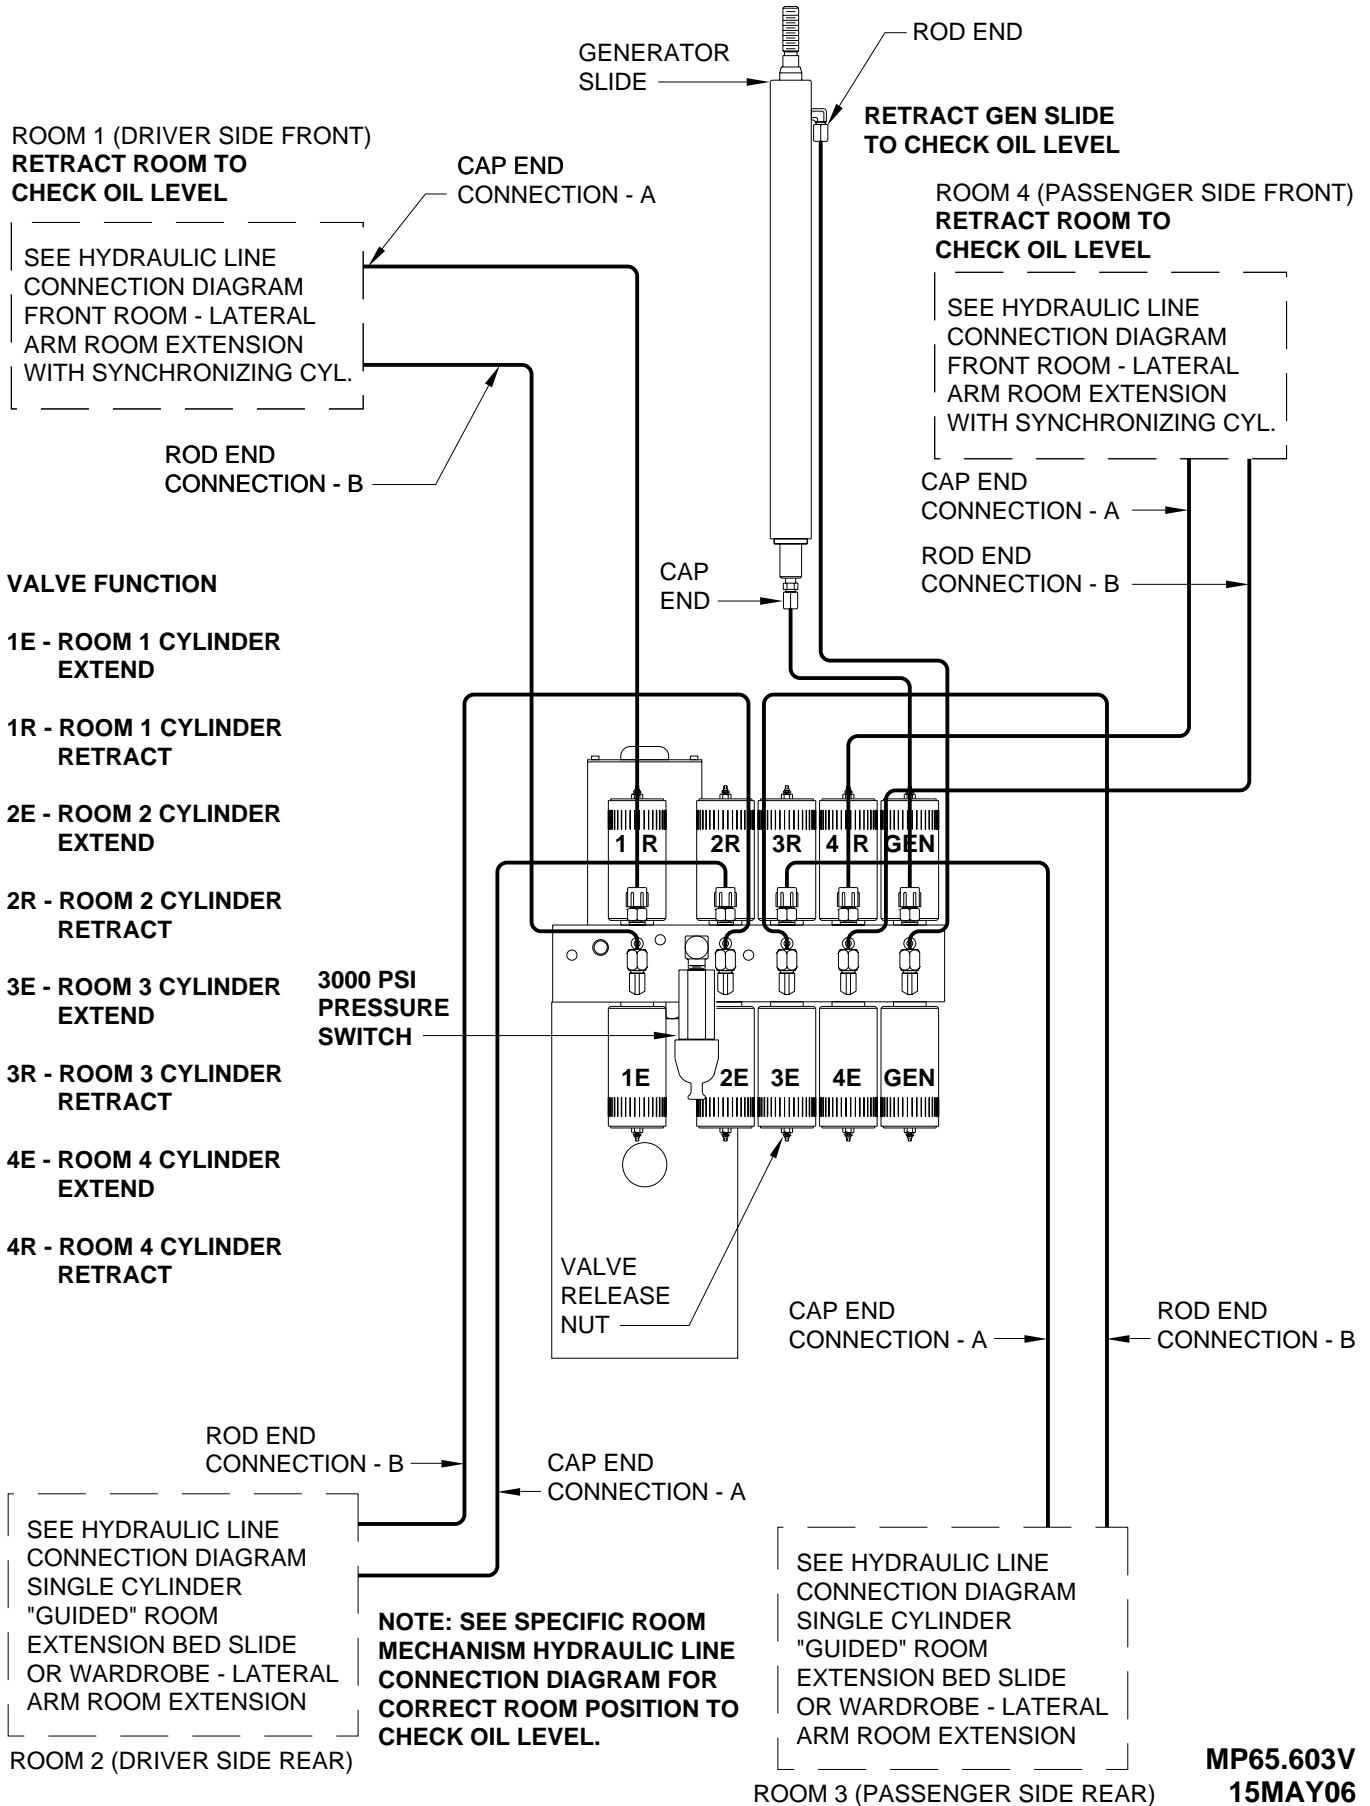 GENERATOR
SLIDE
ROD END
RETRACT GEN SLIDE
TO CHECK OIL LEVEL
ROOM 1 (DRIVER SIDE FRONT)
RETRACT ROOM TO
CHECK OIL LEVEL
CAP END
CONNECTION - A
SEE HYDRAULIC LINE
CONNECTION DIAGRAM
FRONT ROOM - LATERAL
ARM ROOM EXTENSION
WITH SYNCHRONIZING CYL.
ROD END
CONNECTION - B
ROOM 4 (PASSENGER SIDE FRONT)
RETRACT ROOM TO
CHECK OIL LEVEL
SEE HYDRAULIC LINE
CONNECTION DIAGRAM
FRONT ROOM - LATERAL
ARM ROOM EXTENSION
WITH SYNCHRONIZING CYL.
CAP END
CONNECTION - A
ROD END
CONNECTION - B
CAP
END
VALVE FUNCTION
1E - ROOM 1 CYLINDER
EXTEND
1R - ROOM 1 CYLINDER
RETRACT
2E - ROOM 2 CYLINDER
EXTEND
2R - ROOM 2 CYLINDER
RETRACT
3E - ROOM 3 CYLINDER
EXTEND
3R - ROOM 3 CYLINDER
RETRACT
4E - ROOM 4 CYLINDER
EXTEND
4R - ROOM 4 CYLINDER
RETRACT
1 R 2R 3R 4 R GEN
3000 PSI
PRESSURE
SWITCH
1E 2E 3E 4E GEN
VALVE
RELEASE
NUT
CAP END
CONNECTION - A
ROD END
CONNECTION - B
ROD END
CONNECTION - B
CAP END
CONNECTION - A
SEE HYDRAULIC LINE
CONNECTION DIAGRAM
SINGLE CYLINDER
"GUIDED" ROOM
EXTENSION BED SLIDE
OR WARDROBE - LATERAL
ARM ROOM EXTENSION
ROOM 2 (DRIVER SIDE REAR)
NOTE: SEE SPECIFIC ROOM
MECHANISM HYDRAULIC LINE
CONNECTION DIAGRAM FOR
CORRECT ROOM POSITION TO
CHECK OIL LEVEL.
SEE HYDRAULIC LINE
CONNECTION DIAGRAM
SINGLE CYLINDER
"GUIDED" ROOM
EXTENSION BED SLIDE
OR WARDROBE - LATERAL
ARM ROOM EXTENSION
ROOM 3 (PASSENGER SIDE REAR)
MP65.603V
15MAY06